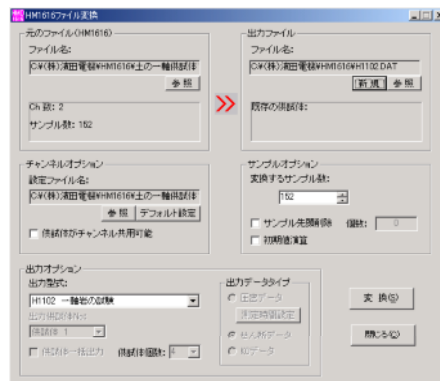 HM1616ファイル変換
元のファイル(HM1616)
ファイル名:
C:¥(株)濱田電機¥HM1616¥土の一軸供試体
参照
Ch 数: 2
サンプル数: 152
出力ファイル
ファイル名:
C:¥(株)濱田電機¥HM1616¥H1102.DAT
新規 参照
既存の供試体:
チャンネルオプション
設定ファイル名:
C:¥(株)濱田電機¥HM1616¥土の一軸供試体
参照 デフォルト設定
供試体がチャンネル共用可能
サンプルオプション
変換するサンプル数:
152
サンプル先頭削除 個数: 0
初期値演算
出力オプション
出力型式:
H1102 一軸岩の試験
出力供試体No:
供試体 1
供試体一括出力 供試体個数: 4
出力データタイプ
圧密データ
測定時間設定
せん断データ
K0データ
変 換(S)
閉じる(C)